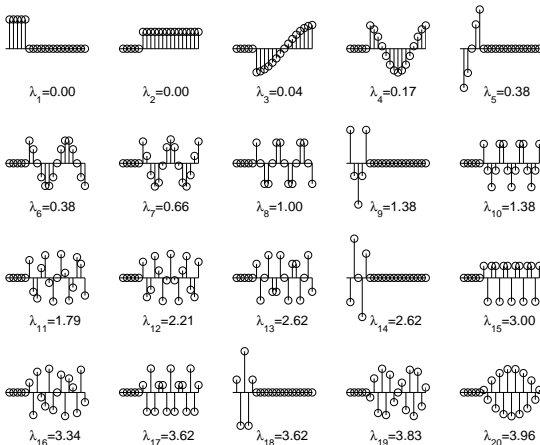 λ1=0.00
λ2=0.00
λ3=0.04
λ4=0.17
λ5=0.38
λ6=0.38
λ7=0.66
λ8=1.00
λ9=1.38
λ10=1.38
λ11=1.79
λ12=2.21
λ13=2.62
λ14=2.62
λ15=3.00
λ16=3.34
λ17=3.62
λ18=3.62
λ19=3.83
λ20=3.96